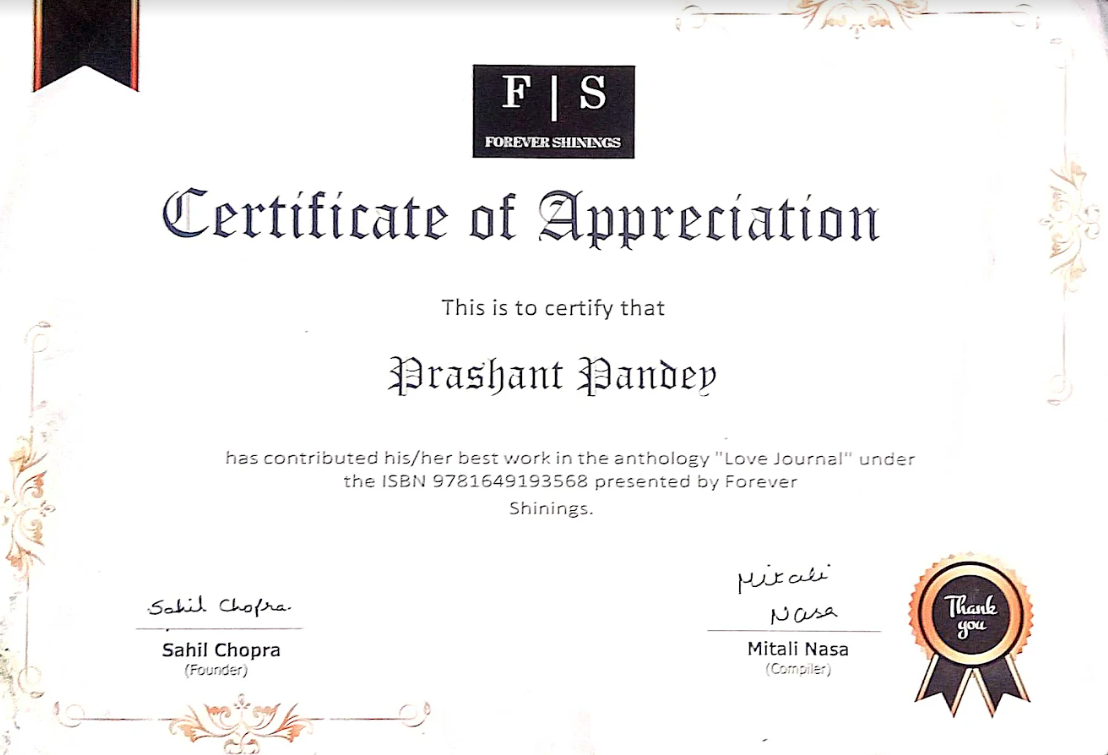 F | S
FOREVER SHININGS
Certificate of Appreciation
This is to certify that
Prashant Pandey
has contributed his/her best work in the anthology "Love Journal" under
the ISBN 9781649193568 presented by Forever
Shinings.
Sahil Chopra
Sahil Chopra
(Founder)
Mitali
Nasa
Mitali Nasa
(Compiler)
Thank
you